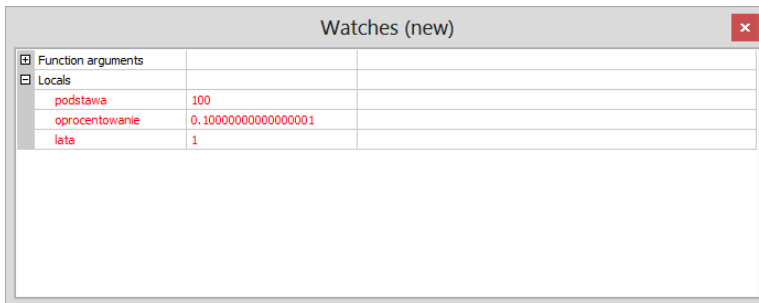 Watches (new)
Function arguments
Locals
podstawa 100
oprocentowanie 0.10000000000000001
lata 1